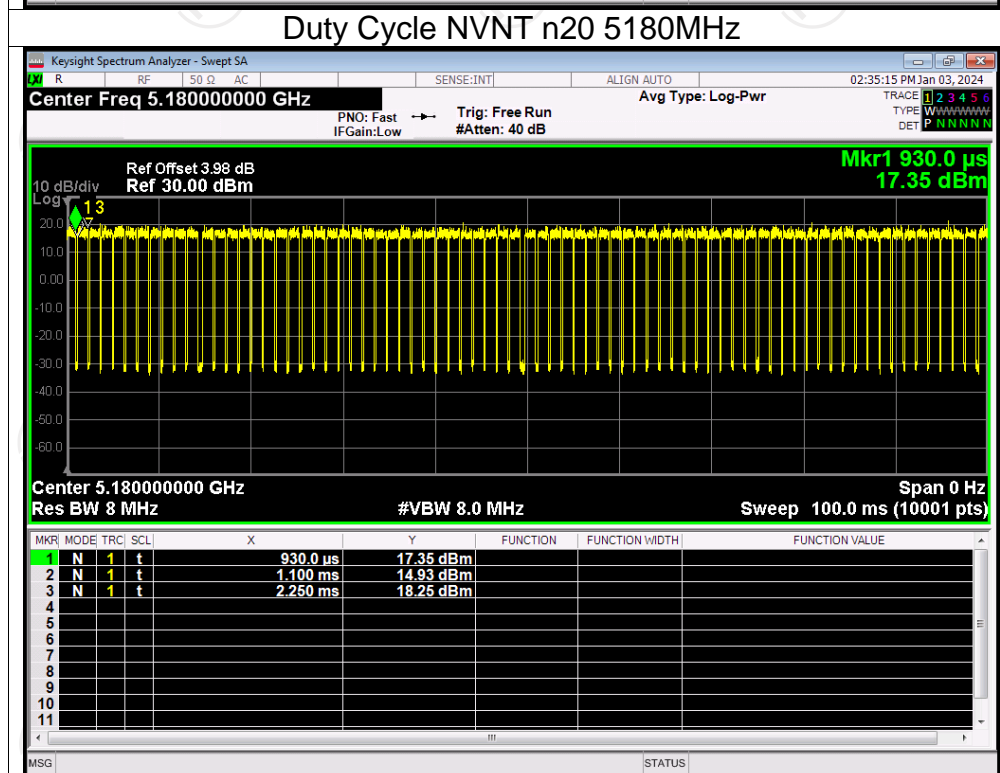 Duty Cycle NVNT n20 5180MHz
Keysight Spectrum Analyzer - Swept SA
LXI R RF 50 Ω AC SENSE:INT ALIGN AUTO 02:35:15 PM Jan 03, 2024
Center Freq 5.180000000 GHz
PNO: Fast
IFGain:Low
Trig: Free Run
#Atten: 40 dB
Avg Type: Log-Pwr
TRACE 1 2 3 4 5 6
TYPE WWWWWW
DET P N N N N N
Mkr1 930.0 µs
17.35 dBm
Ref Offset 3.98 dB
10 dB/div Ref 30.00 dBm
Log
1 3
20.0
10.0
0.00
-10.0
-20.0
-30.0
-40.0
-50.0
-60.0
Center 5.180000000 GHz Span 0 Hz
Res BW 8 MHz #VBW 8.0 MHz Sweep 100.0 ms (10001 pts)
MKR MODE TRC SCL X Y FUNCTION FUNCTION WIDTH FUNCTION VALUE
1 N 1 t 930.0 µs 17.35 dBm
2 N 1 t 1.100 ms 14.93 dBm
3 N 1 t 2.250 ms 18.25 dBm
4
5
6
7
8
9
10
11
MSG STATUS